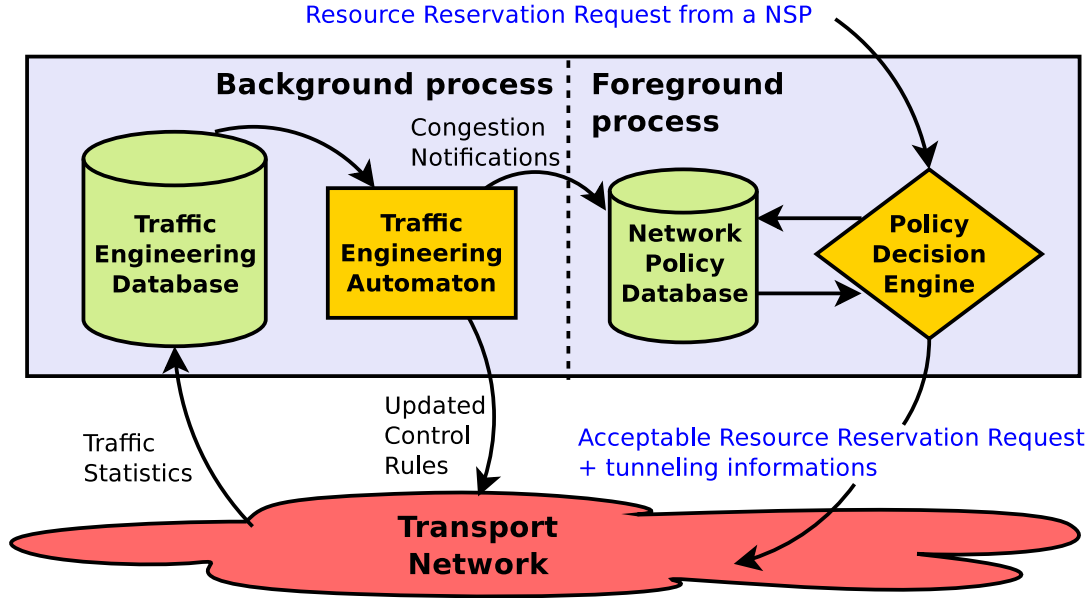 Resource Reservation Request from a NSP
Background process
Foreground
process
Congestion
Notifications
Traffic
Engineering
Database
Traffic
Engineering
Automaton
Network
Policy
Database
Policy
Decision
Engine
Traffic
Statistics
Updated
Control
Rules
Acceptable Resource Reservation Request
+ tunneling informations
Transport
Network